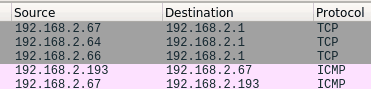 Source Destination Protocol
192.168.2.67 192.168.2.1 TCP
192.168.2.64 192.168.2.1 TCP
192.168.2.66 192.168.2.1 TCP
192.168.2.193 192.168.2.67 ICMP
192.168.2.67 192.168.2.193 ICMP